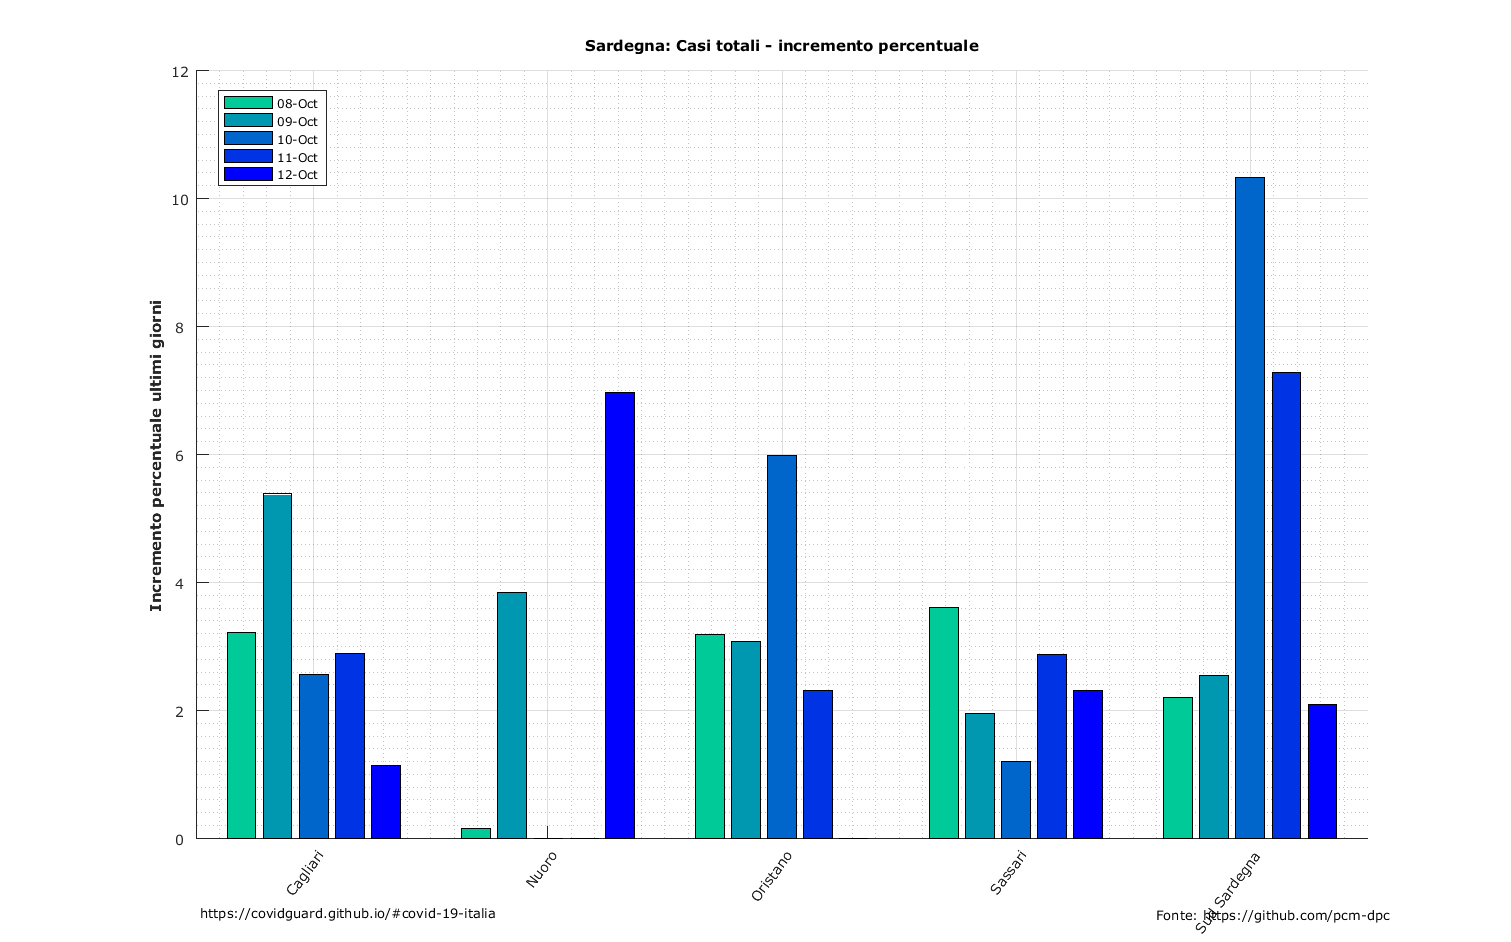 Sardegna: Casi totali - incremento percentuale
12
10
8
6
4
2
0
Incremento percentuale ultimi giorni
08-Oct
09-Oct
10-Oct
11-Oct
12-Oct
Cagliari
Nuoro
Oristano
Sassari
Sud Sardegna
https://covidguard.github.io/#covid-19-italia
Fonte: https://github.com/pcm-dpc